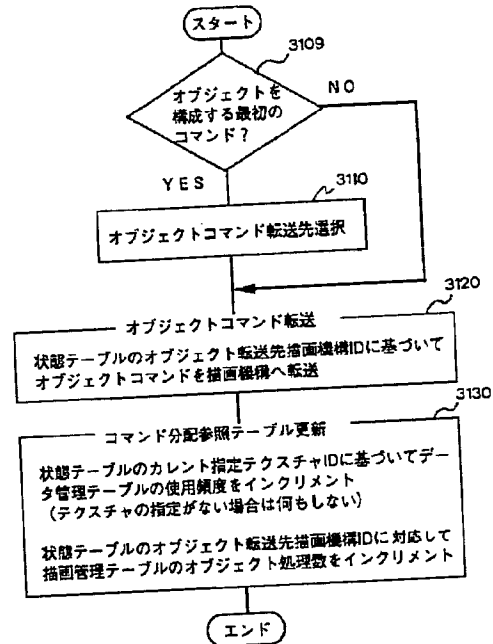 スタート
3109
オブジェクトを
構成する最初の
コマンド?
NO
YES
3110
オブジェクトコマンド転送先選択
3120
オブジェクトコマンド転送
状態テーブルのオブジェクト転送先描画機構IDに基づいて
オブジェクトコマンドを描画機構へ転送
3130
コマンド分配参照テーブル更新
状態テーブルのカレント指定テクスチャIDに基づいてデー
タ管理テーブルの使用頻度をインクリメント
(テクスチャの指定がない場合は何もしない)
状態テーブルのオブジェクト転送先描画機構IDに対応して
描画管理テーブルのオブジェクト処理数をインクリメント
エンド